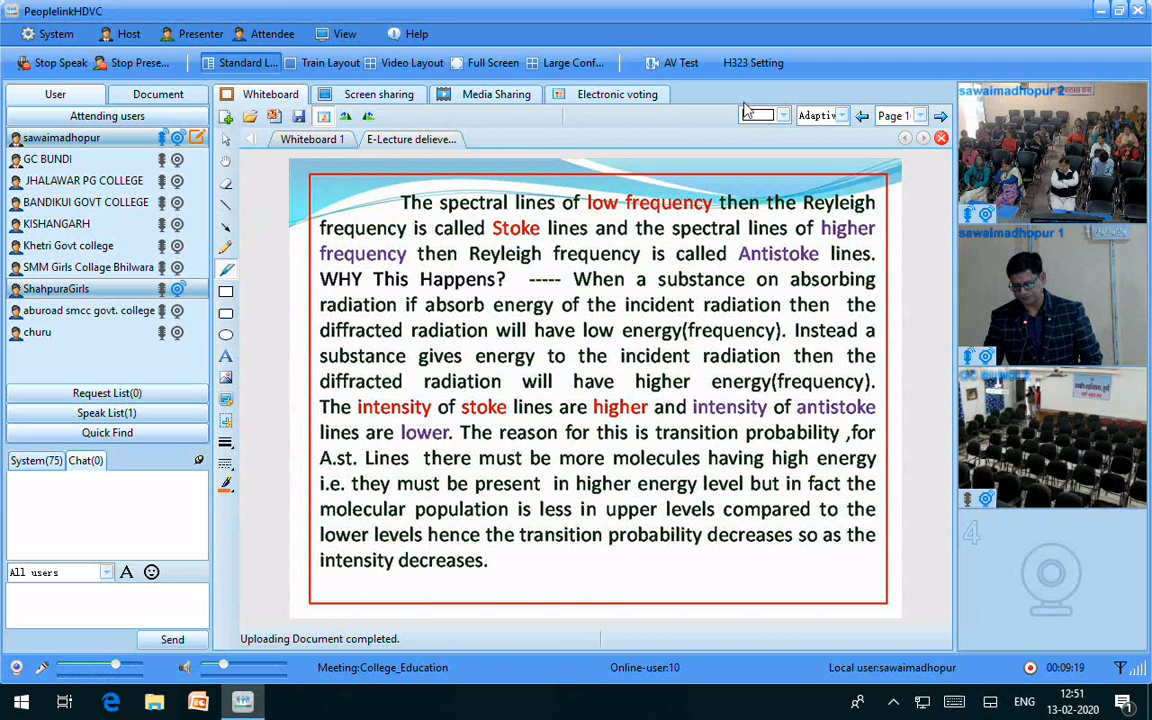 PeoplelinkHDVC
System Host Presenter Attendee View Help
Stop Speak Stop Prese... Standard L... Train Layout Video Layout Full Screen Large Conf... AV Test H323 Setting
User Document
Whiteboard Screen sharing Media Sharing Electronic voting
Attending users
Adaptiv Page 1
sawaimadhopur
GC BUNDI
JHALAWAR PG COLLEGE
BANDIKUI GOVT COLLEGE
KISHANGARH
Khetri Govt college
SMM Girls Collage Bhilwara
ShahpuraGirls
aburoad smcc govt. college
churu
Request List(0)
Speak List(1)
Quick Find
System(75) Chat(0)
All users
Send
Whiteboard 1 E-Lecture delieve...
The spectral lines of low frequency then the Reyleigh
frequency is called Stoke lines and the spectral lines of higher
frequency then Reyleigh frequency is called Antistoke lines.
WHY This Happens? ----- When a substance on absorbing
radiation if absorb energy of the incident radiation then the
diffracted radiation will have low energy(frequency). Instead a
substance gives energy to the incident radiation then the
diffracted radiation will have higher energy(frequency).
The intensity of stoke lines are higher and intensity of antistoke
lines are lower. The reason for this is transition probability ,for
A.st. Lines there must be more molecules having high energy
i.e. they must be present in higher energy level but in fact the
molecular population is less in upper levels compared to the
lower levels hence the transition probability decreases so as the
intensity decreases.
Uploading Document completed.
sawaimadhopur 2
sawaimadhopur 1
4
Meeting:College_Education Online-user:10 Local user:sawaimadhopur 00:09:19
ENG
12:51
13-02-2020
1